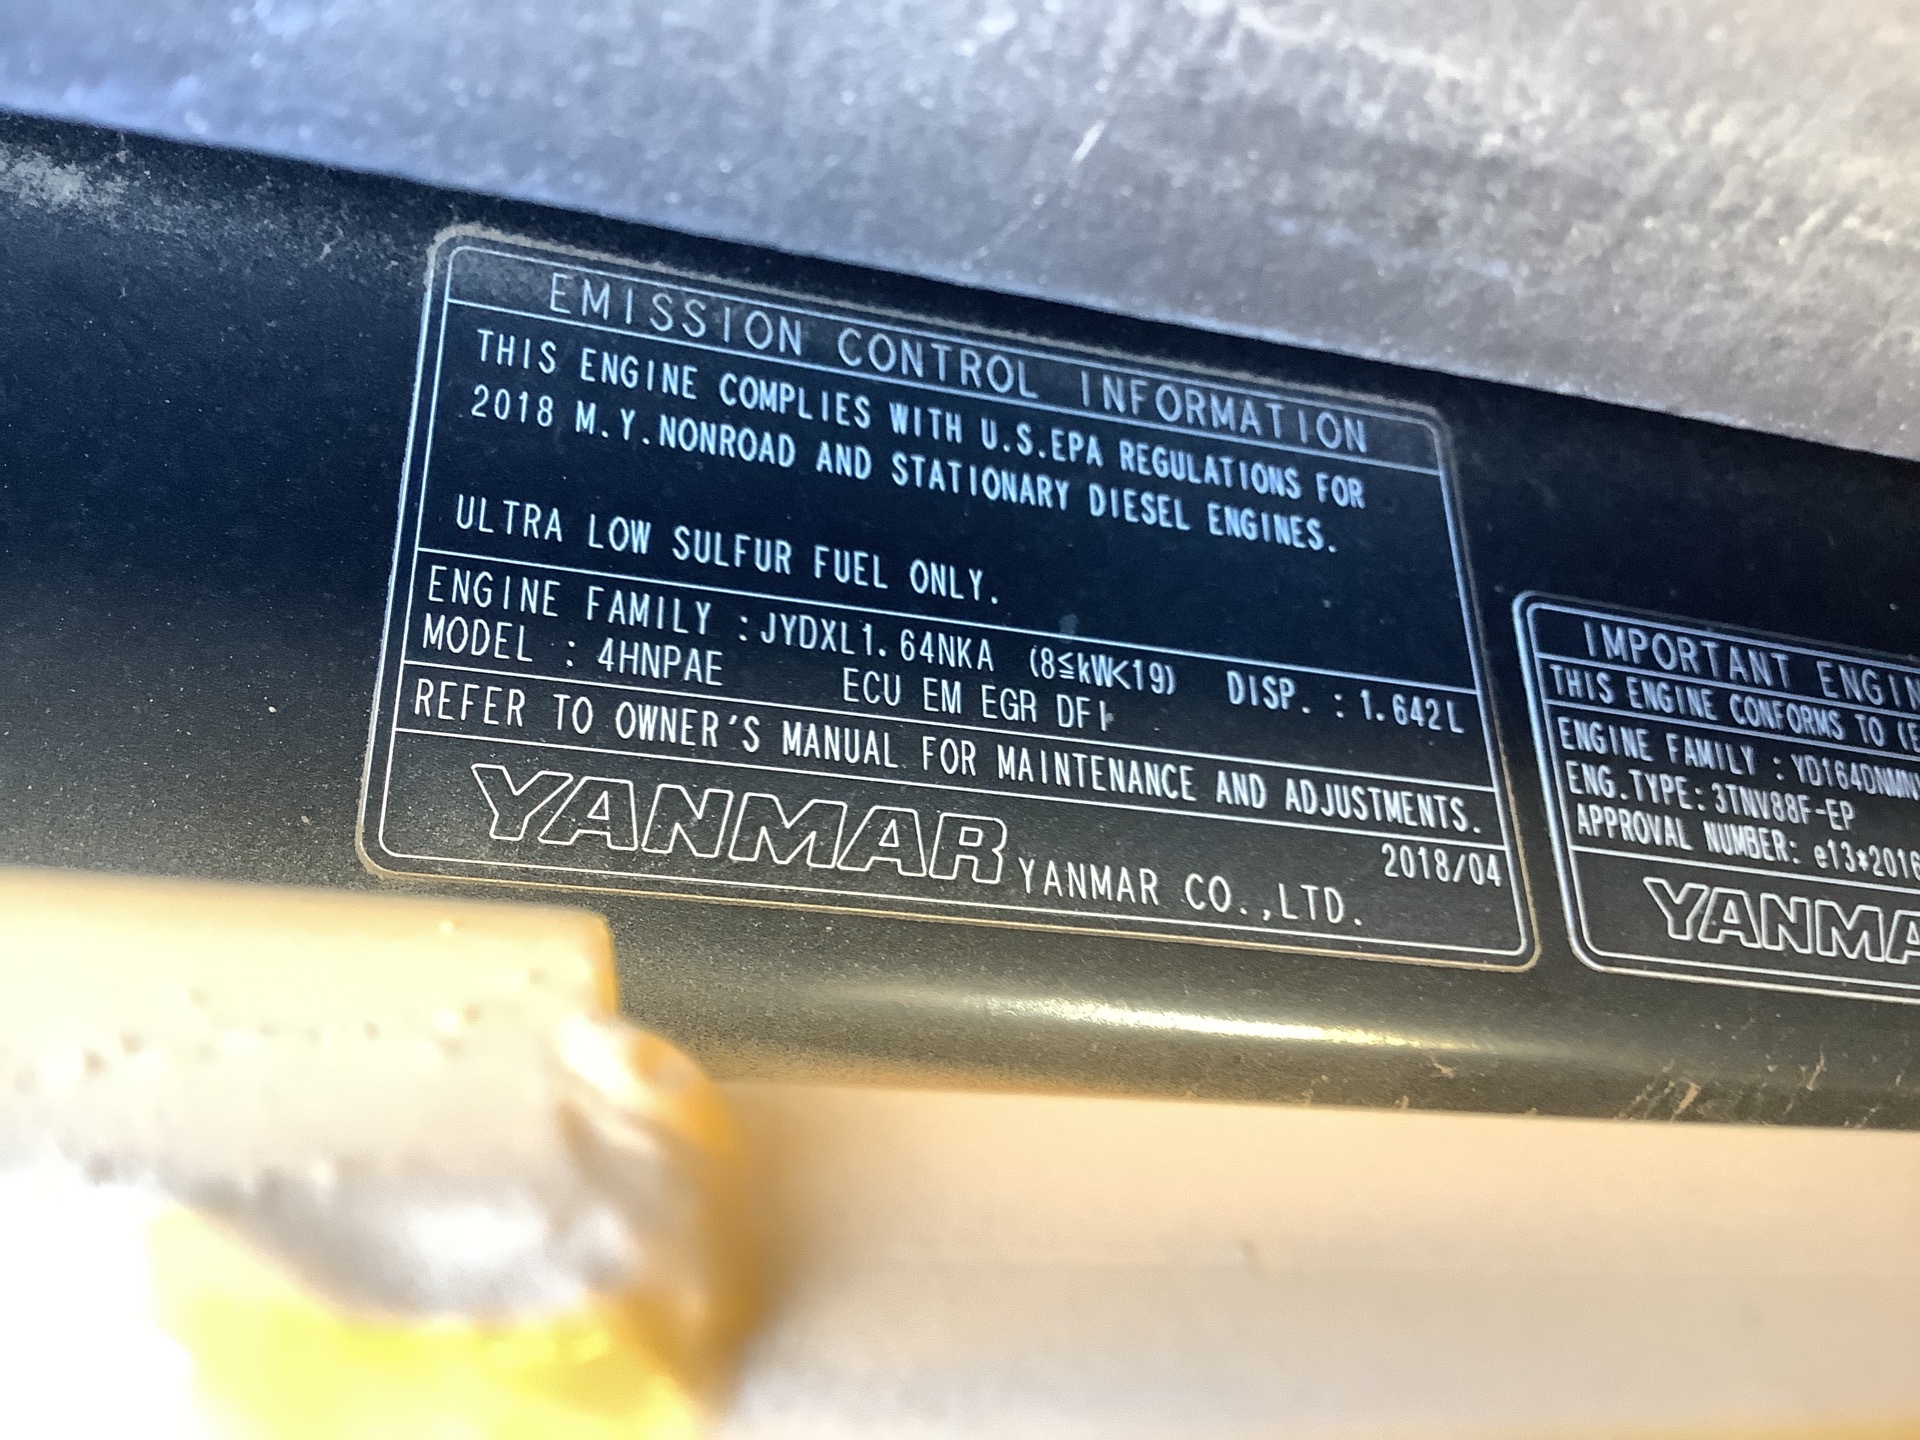 EMISSION CONTROL INFORMATION
THIS ENGINE COMPLIES WITH U.S.EPA REGULATIONS FOR
2018 M.Y.NONROAD AND STATIONARY DIESEL ENGINES.
ULTRA LOW SULFUR FUEL ONLY.
ENGINE FAMILY :JYDXL1.64NKA (8≦kW<19) DISP. :1.642L
MODEL : 4HNPAE ECU EM EGR DFI
REFER TO OWNER'S MANUAL FOR MAINTENANCE AND ADJUSTMENTS.
2018/04
YANMAR YANMAR CO.,LTD.
IMPORTANT ENGIN
THIS ENGINE CONFORMS TO (E
ENGINE FAMILY :
ENG.TYPE:3TNV88F-EP
APPROVAL NUMBER: e13*2016
YANMA